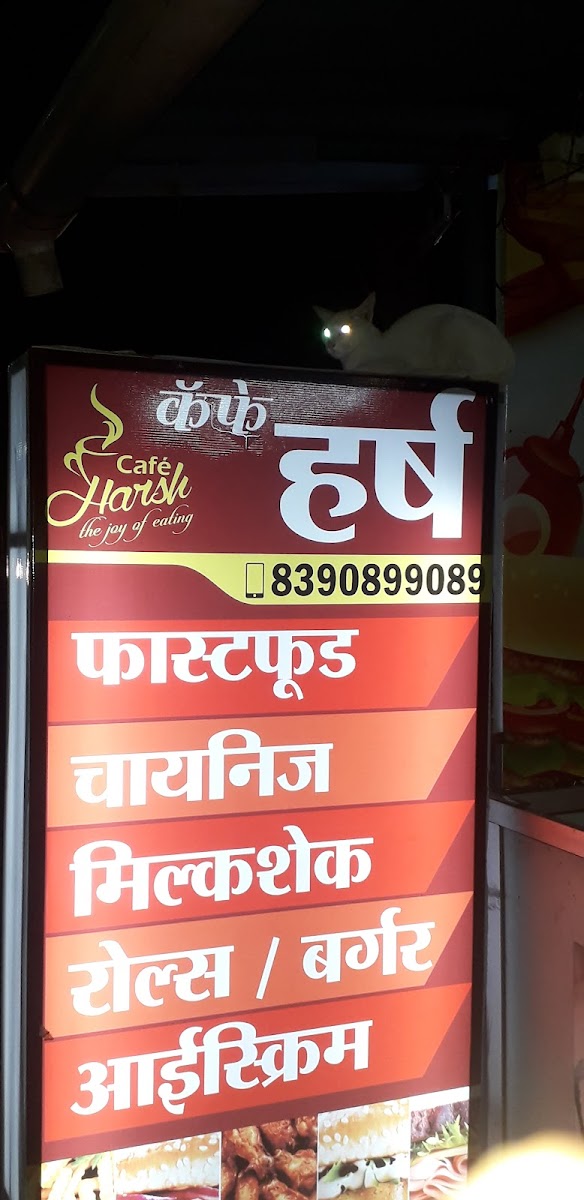 कॅफे
हर्ष
Café
Harsh
the joy of eating
8390899089
फास्टफूड
चायनिज
मिल्कशेक
रोल्स / बर्गर
आईस्क्रिम